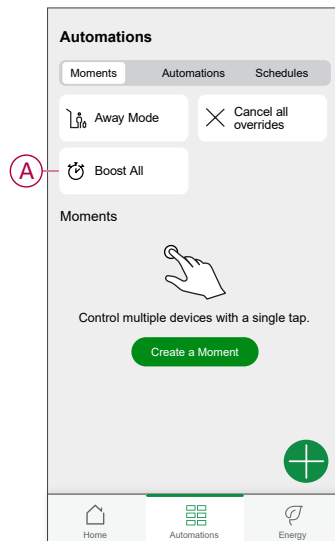 Automations
Moments Automations Schedules
Away Mode
Cancel all
overrides
A
Boost All
Moments
Control multiple devices with a single tap.
Create a Moment
Home Automations Energy